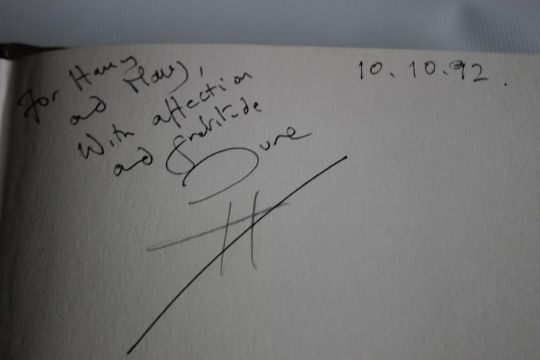 For Harry
and Mary,
With affection
and gratitude
June
10.10.92.